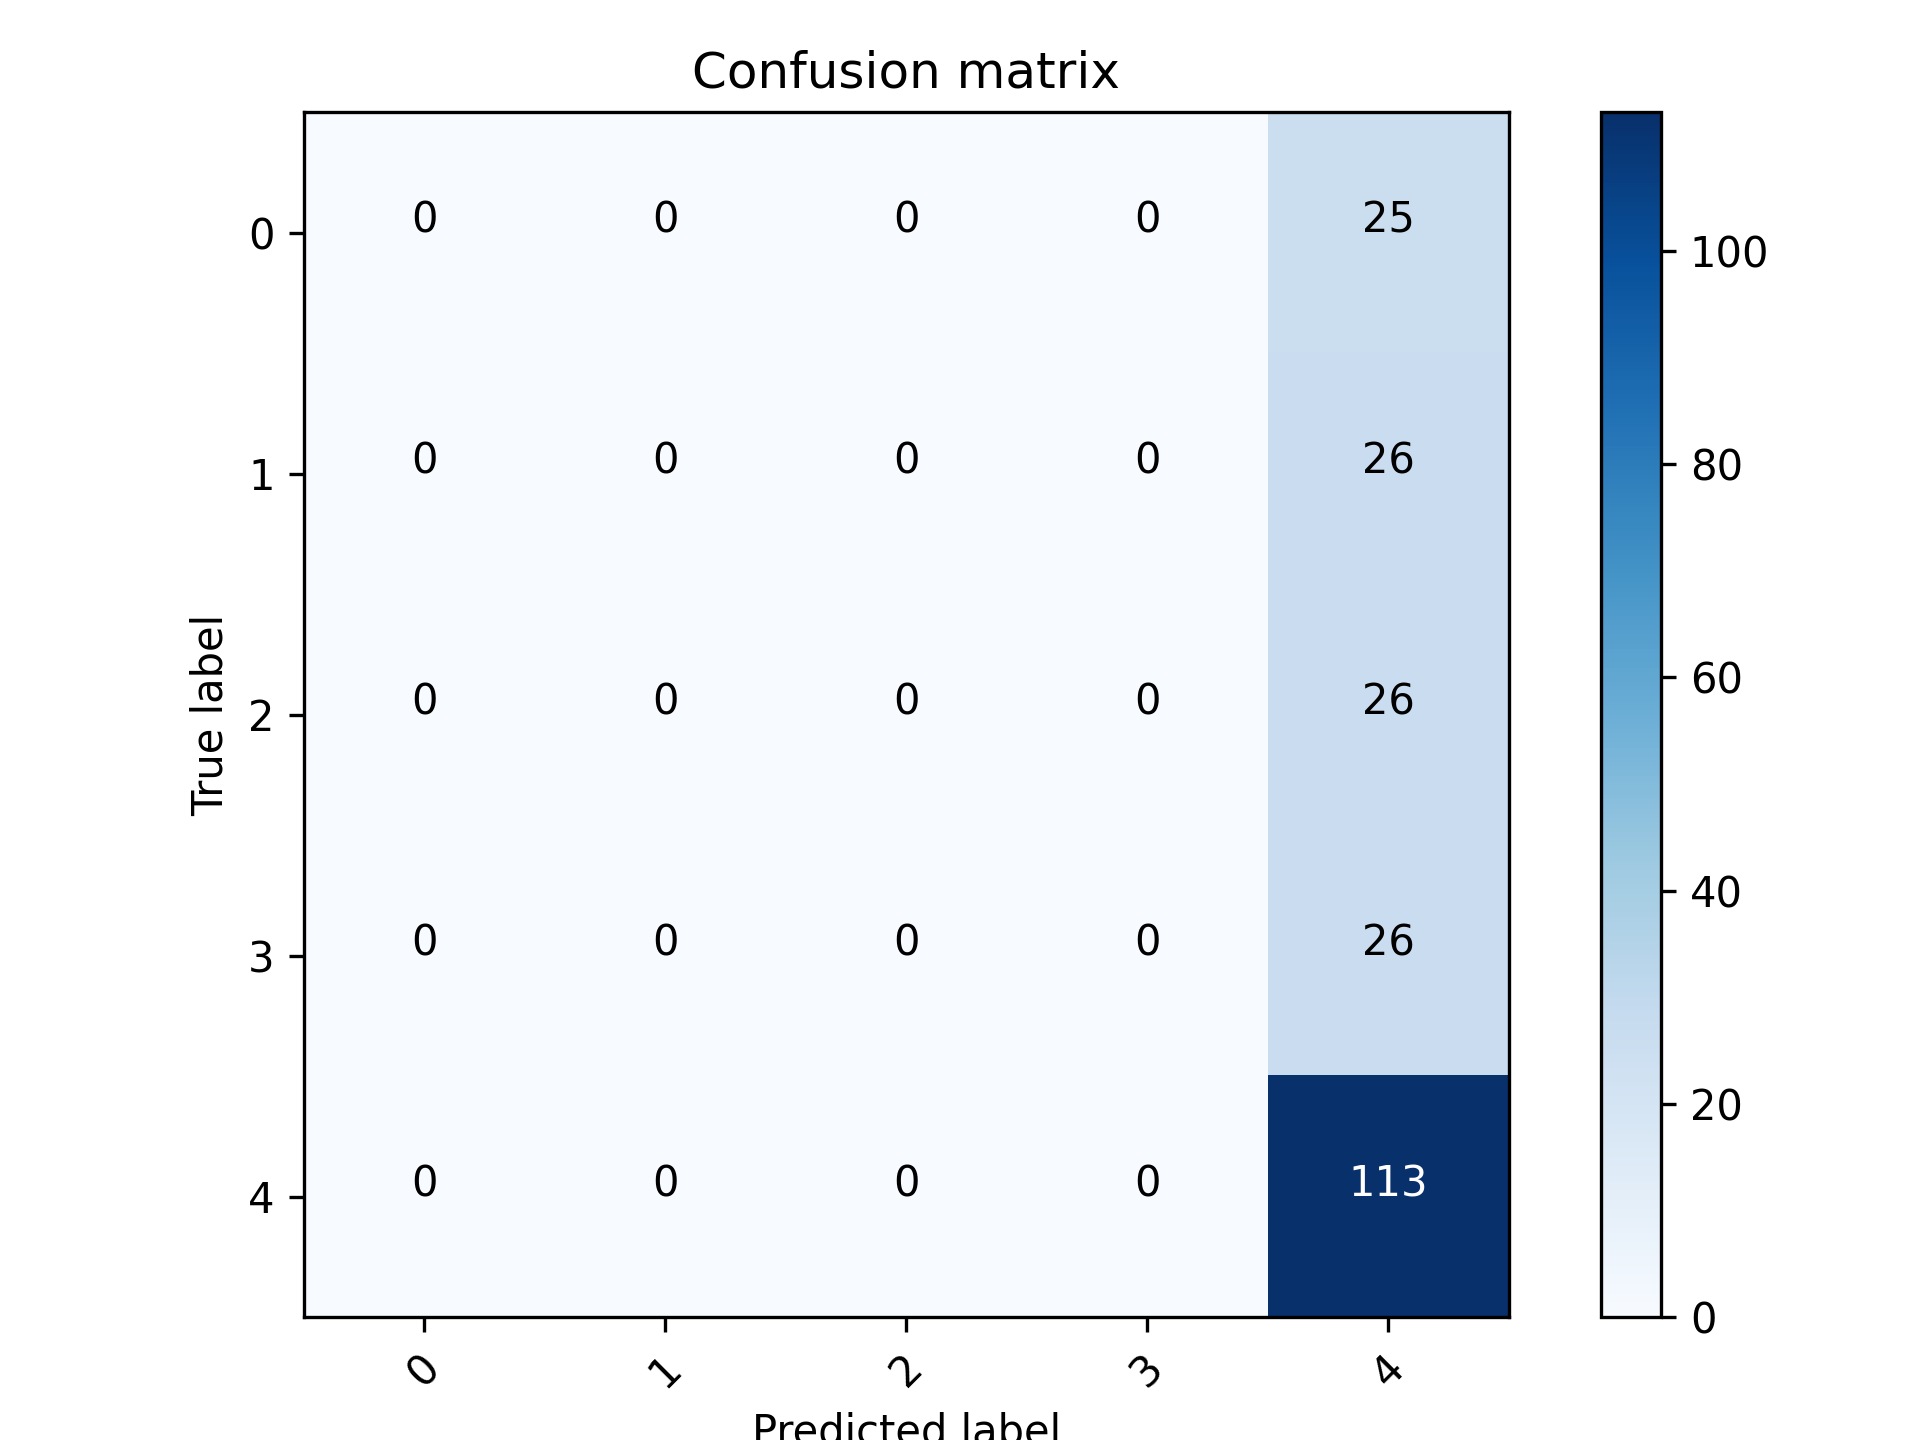 Confusion matrix
0 0 0 0 0 25
100
1 0 0 0 0 26
80
True label
2 0 0 0 0 26
60
3 0 0 0 0 26
40
4 0 0 0 0 113
20
0
0 1 2 3 4
Predicted label